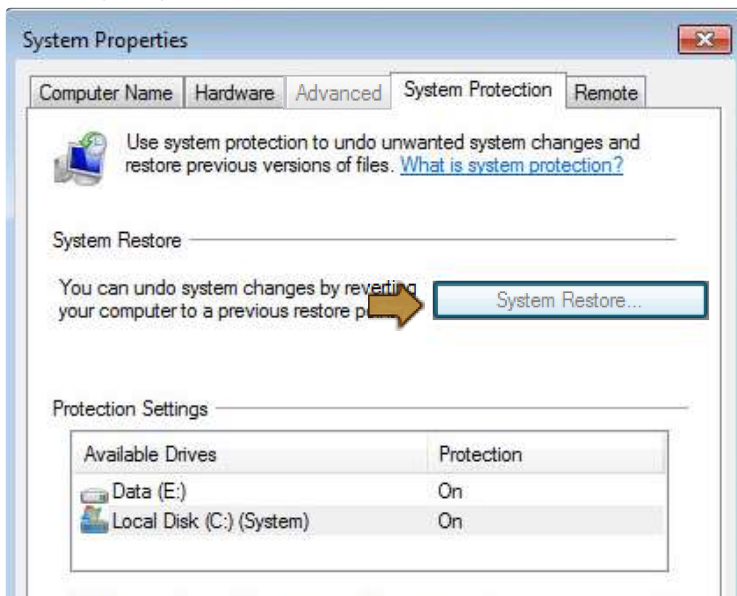 System Properties
Computer Name Hardware Advanced System Protection Remote
Use system protection to undo unwanted system changes and
restore previous versions of files. What is system protection?
System Restore
You can undo system changes by reverting
your computer to a previous restore
System Restore...
Protection Settings
Available Drives Protection
Data (E:) On
Local Disk (C:) (System) On